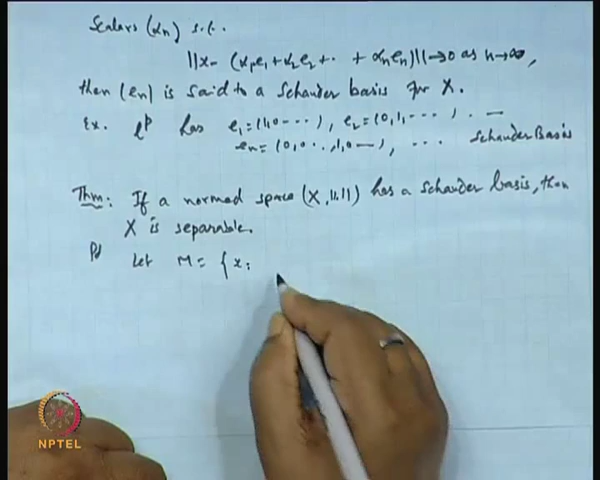 Scalars (αn) s.t.
||x- (α1e1+α2e2+·· + αnen)||→0 as n→∞,
then (en) is said to a Schauder basis for X.
Ex. l^p has e1=(1,0---), e2=(0,1,---) . —
en=(0,0..,1,0—), ... Schauder Basis
Thm: If a normed space (X,||.||) has a Schauder basis, then
X is separable.
Pf Let M= { x:
NPTEL